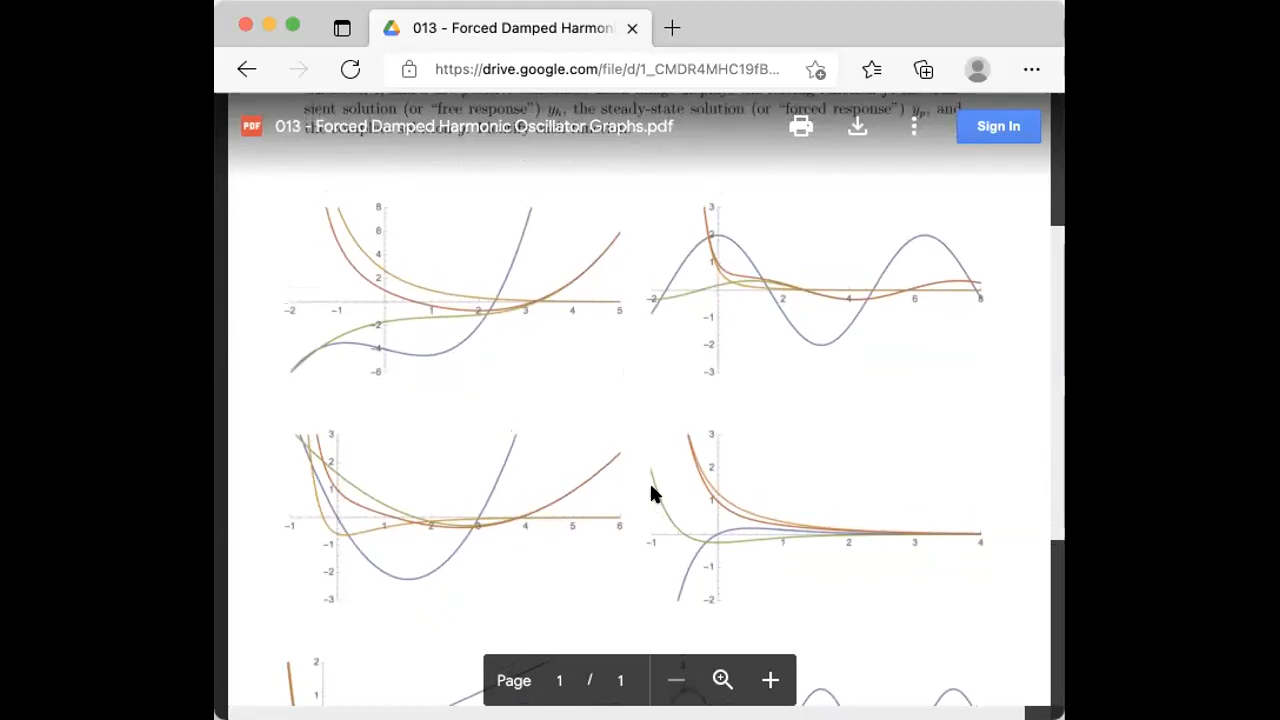 013 - Forced Damped Harmon
https://drive.google.com/file/d/1_CMDR4MHC19fB...
sient solution (or “free response”) yₕ, the steady-state solution (or “forced response”) yₚ, and
PDF 013 - Forced Damped Harmonic Oscillator Graphs.pdf
Sign In
8
6
4
2
-2
-4
-6
-2 -1 1 2 3 4 5
3
2
1
-1
-2
-3
-2 2 4 6 8
3
2
1
-1
-2
-3
-1 1 2 3 4 5 6
3
2
1
-1
-2
-1 1 2 3 4
2
1
3
Page 1 / 1